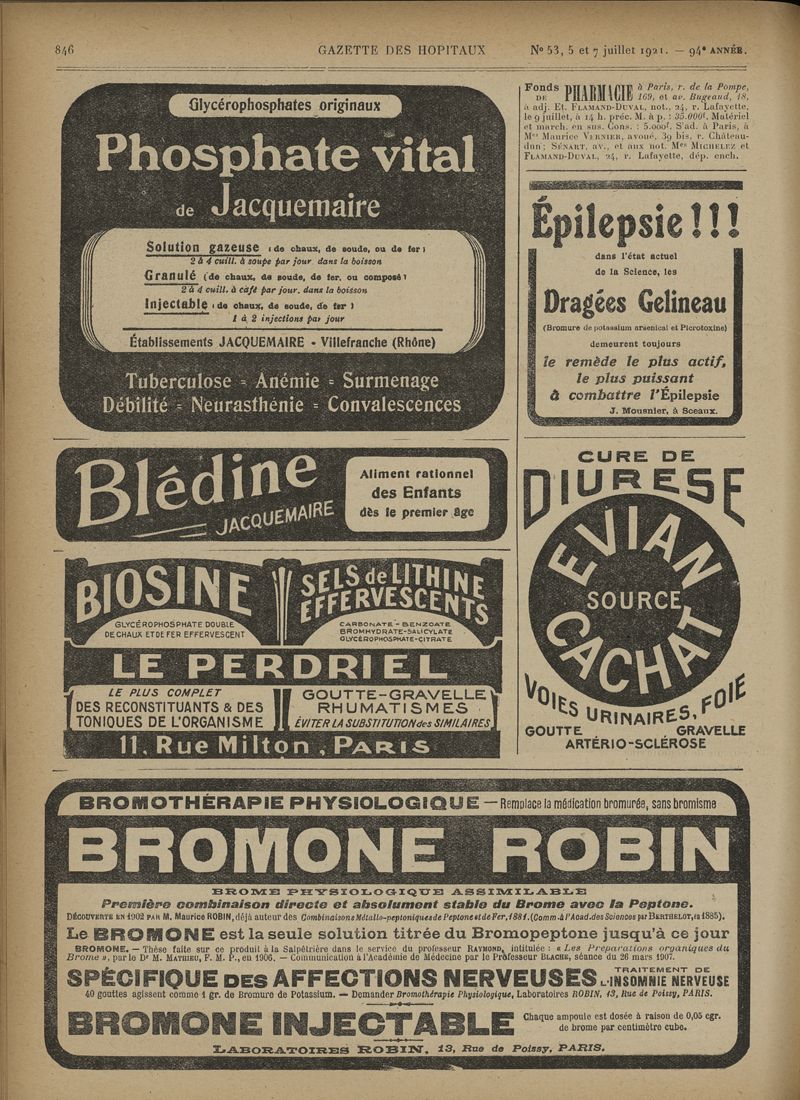 846
GAZETTE DES HOPITAUX
Nº 53, 5 et 7 juillet 1921. — 94e ANNÉE.
Glycérophosphates originaux
Phosphate vital
de Jacquemaire
Solution gazeuse (de chaux, de soude, ou de fer)
2 à 4 cuill. à soupe par jour dans la boisson
Granulé (de chaux, de soude, de fer, ou composé)
2 à 4 cuill. à café par jour, dans la boisson
Injectable (de chaux, de soude, de fer)
1 à 2 injections par jour
Établissements JACQUEMAIRE - Villefranche (Rhône)
Tuberculose = Anémie = Surmenage
Débilité = Neurasthénie = Convalescences
Fonds DE PHARMACIE à Paris, r. de la Pompe,
169, et av. Bugeaud, 18,
à adj. Et. FLAMAND-DUVAL, not., 24, r. Lafayette,
le 9 juillet, à 14 h. préc. M. à p. : 35.000f. Matériel
et march. en sus. Cons. : 5.000f. S'ad. à Paris, à
Mes Maurice VERNIER, avoué, 39 bis, r. Château-
dun; SÉNART, av., et aux not. Mes MICHELEZ et
FLAMAND-DUVAL, 24, r. Lafayette, dép. ench.
Épilepsie!!!
dans l'état actuel
de la Science, les
Dragées Gelineau
(Bromure de potassium arsenical et Picrotoxine)
demeurent toujours
le remède le plus actif,
le plus puissant
à combattre l'Épilepsie
J. Mousnier, à Sceaux.
Blédine
JACQUEMAIRE
Aliment rationnel
des Enfants
dès le premier âge
BIOSINE
GLYCÉROPHOSPHATE DOUBLE
DE CHAUX ET DE FER EFFERVESCENT
SELS de LITHINE
EFFERVESCENTS
CARBONATE - BENZOATE
BROMHYDRATE - SALICYLATE
GLYCÉROPHOSPHATE - CITRATE
LE PERDRIEL
LE PLUS COMPLET
DES RECONSTITUANTS & DES
TONIQUES DE L'ORGANISME
GOUTTE-GRAVELLE
RHUMATISMES
ÉVITER LA SUBSTITUTION des SIMILAIRES
11, Rue Milton, PARIS
CURE DE
DIURESE
EVIAN
SOURCE
CACHAT
VOIES URINAIRES, FOIE
GOUTTE GRAVELLE
ARTÉRIO-SCLÉROSE
BROMOTHÉRAPIE PHYSIOLOGIQUE — Remplace la médication bromurée, sans bromisme
BROMONE ROBIN
BROME PHYSIOLOGIQUE ASSIMILABLE
Première combinaison directe et absolument stable du Brome avec la Peptone.
DÉCOUVERTE EN 1902 PAR M. Maurice ROBIN, déjà auteur des Combinaisons Métallo-peptoniques de Peptone et de Fer, 1881. (Comm. à l'Acad. des Sciences par BERTHELOT, en 1885).
Le BROMONE est la seule solution titrée du Bromopeptone jusqu'à ce jour
BROMONE. — Thèse faite sur ce produit à la Salpêtrière dans le service du professeur RAYMOND, intitulée : « Les Preparations organiques du
Brome », par le Dr M. MATHIEU, F. M. P., en 1906. — Communication à l'Académie de Médecine par le Professeur BLACHE, séance du 26 mars 1907.
SPÉCIFIQUE DES AFFECTIONS NERVEUSES TRAITEMENT DE L'INSOMNIE NERVEUSE
40 gouttes agissent comme 1 gr. de Bromure de Potassium. — Demander Bromothérapie Physiologique, Laboratoires ROBIN, 13, Rue de Poissy, PARIS.
BROMONE INJECTABLE
Chaque ampoule est dosée à raison de 0,05 cgr.
de brome par centimètre cube.
LABORATOIRES ROBIN, 13, Rue de Poissy, PARIS.